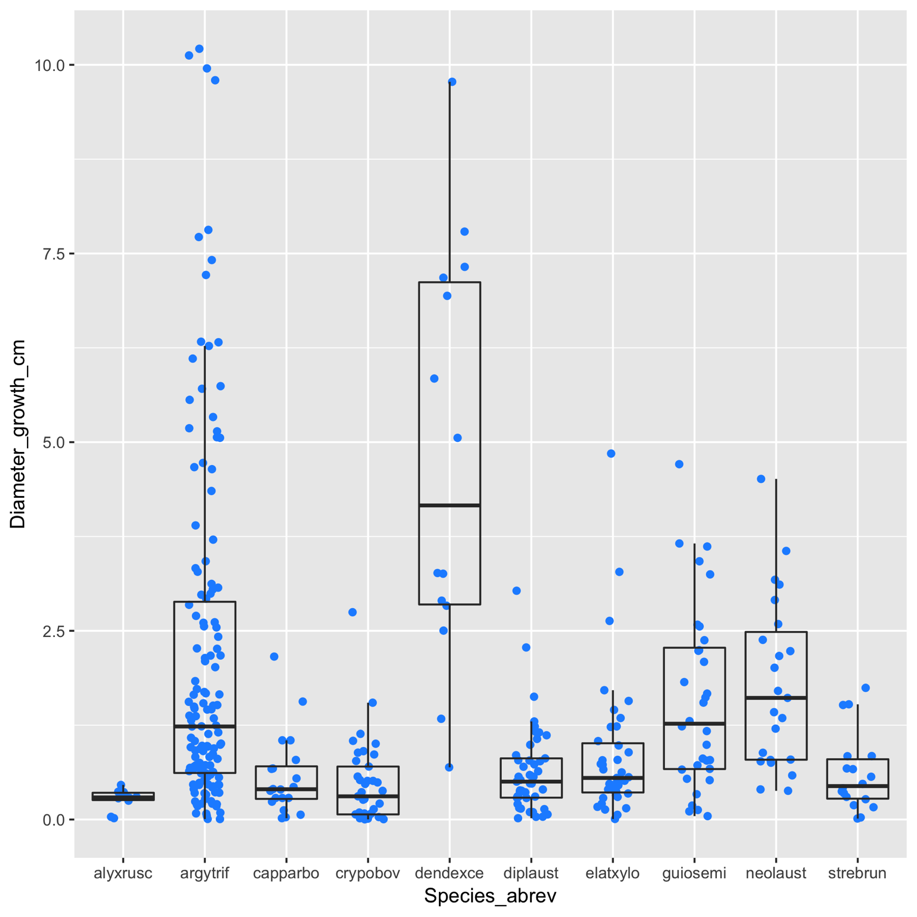 Diameter_growth_cm
10.0
7.5
5.0
2.5
0.0
alyxrusc argytrif capparbo crypobov dendexce diplaust elatxylo guiosemi neolaust strebrun
Species_abrev